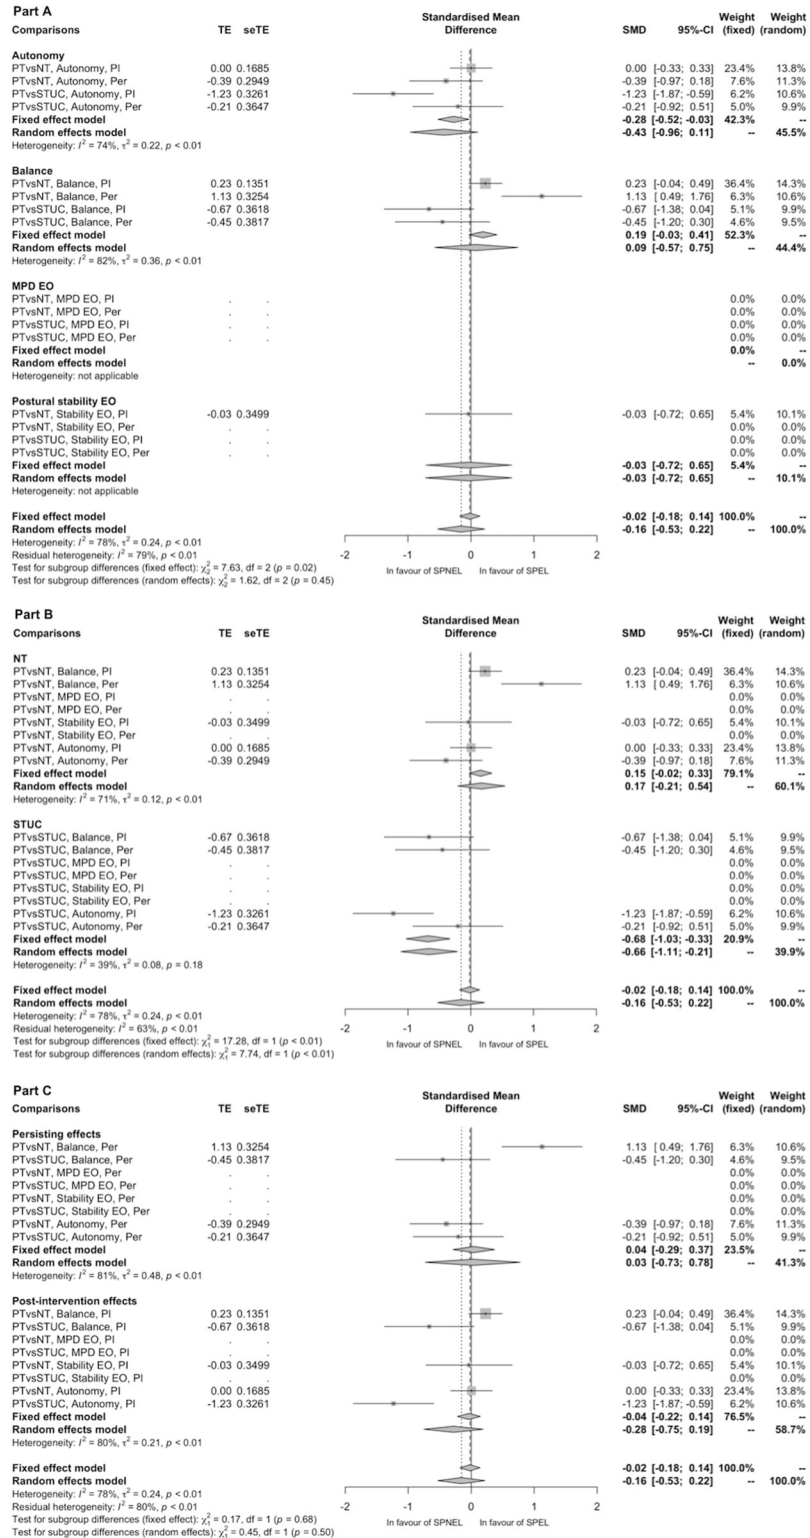 Part A
Comparisons TE seTE Standardised Mean Difference SMD 95%-CI Weight (fixed) Weight (random)
Autonomy
PTvsNT, Autonomy, PI 0.00 0.1685 0.00 [-0.33; 0.33] 23.4% 13.8%
PTvsNT, Autonomy, Per -0.39 0.2949 -0.39 [-0.97; 0.18] 7.6% 11.3%
PTvsSTUC, Autonomy, PI -1.23 0.3261 -1.23 [-1.87; -0.59] 6.2% 10.6%
PTvsSTUC, Autonomy, Per -0.21 0.3647 -0.21 [-0.92; 0.51] 5.0% 9.9%
Fixed effect model -0.28 [-0.52; -0.03] 42.3% --
Random effects model -0.43 [-0.96; 0.11] -- 45.5%
Heterogeneity: I² = 74%, τ² = 0.22, p < 0.01
Balance
PTvsNT, Balance, PI 0.23 0.1351 0.23 [-0.04; 0.49] 36.4% 14.3%
PTvsNT, Balance, Per 1.13 0.3254 1.13 [ 0.49; 1.76] 6.3% 10.6%
PTvsSTUC, Balance, PI -0.67 0.3618 -0.67 [-1.38; 0.04] 5.1% 9.9%
PTvsSTUC, Balance, Per -0.45 0.3817 -0.45 [-1.20; 0.30] 4.6% 9.5%
Fixed effect model 0.19 [-0.03; 0.41] 52.3% --
Random effects model 0.09 [-0.57; 0.75] -- 44.4%
Heterogeneity: I² = 82%, τ² = 0.36, p < 0.01
MPD EO
PTvsNT, MPD EO, PI . . 0.0% 0.0%
PTvsNT, MPD EO, Per . . 0.0% 0.0%
PTvsSTUC, MPD EO, PI . . 0.0% 0.0%
PTvsSTUC, MPD EO, Per . . 0.0% 0.0%
Fixed effect model 0.0% --
Random effects model -- 0.0%
Heterogeneity: not applicable
Postural stability EO
PTvsNT, Stability EO, PI -0.03 0.3499 -0.03 [-0.72; 0.65] 5.4% 10.1%
PTvsNT, Stability EO, Per . . 0.0% 0.0%
PTvsSTUC, Stability EO, PI . . 0.0% 0.0%
PTvsSTUC, Stability EO, Per . . 0.0% 0.0%
Fixed effect model -0.03 [-0.72; 0.65] 5.4% --
Random effects model -0.03 [-0.72; 0.65] -- 10.1%
Heterogeneity: not applicable
Fixed effect model -0.02 [-0.18; 0.14] 100.0% --
Random effects model -0.16 [-0.53; 0.22] -- 100.0%
Heterogeneity: I² = 78%, τ² = 0.24, p < 0.01
Residual heterogeneity: I² = 79%, p < 0.01
-2 -1 0 1 2
Test for subgroup differences (fixed effect): χ²₂ = 7.63, df = 2 (p = 0.02)
In favour of SPNEL In favour of SPEL
Test for subgroup differences (random effects): χ²₂ = 1.62, df = 2 (p = 0.45)
Part B
Comparisons TE seTE Standardised Mean Difference SMD 95%-CI Weight (fixed) Weight (random)
NT
PTvsNT, Balance, PI 0.23 0.1351 0.23 [-0.04; 0.49] 36.4% 14.3%
PTvsNT, Balance, Per 1.13 0.3254 1.13 [ 0.49; 1.76] 6.3% 10.6%
PTvsNT, MPD EO, PI . . 0.0% 0.0%
PTvsNT, MPD EO, Per . . 0.0% 0.0%
PTvsNT, Stability EO, PI -0.03 0.3499 -0.03 [-0.72; 0.65] 5.4% 10.1%
PTvsNT, Stability EO, Per . . 0.0% 0.0%
PTvsNT, Autonomy, PI 0.00 0.1685 0.00 [-0.33; 0.33] 23.4% 13.8%
PTvsNT, Autonomy, Per -0.39 0.2949 -0.39 [-0.97; 0.18] 7.6% 11.3%
Fixed effect model 0.15 [-0.02; 0.33] 79.1% --
Random effects model 0.17 [-0.21; 0.54] -- 60.1%
Heterogeneity: I² = 71%, τ² = 0.12, p < 0.01
STUC
PTvsSTUC, Balance, PI -0.67 0.3618 -0.67 [-1.38; 0.04] 5.1% 9.9%
PTvsSTUC, Balance, Per -0.45 0.3817 -0.45 [-1.20; 0.30] 4.6% 9.5%
PTvsSTUC, MPD EO, PI . . 0.0% 0.0%
PTvsSTUC, MPD EO, Per . . 0.0% 0.0%
PTvsSTUC, Stability EO, PI . . 0.0% 0.0%
PTvsSTUC, Stability EO, Per . . 0.0% 0.0%
PTvsSTUC, Autonomy, PI -1.23 0.3261 -1.23 [-1.87; -0.59] 6.2% 10.6%
PTvsSTUC, Autonomy, Per -0.21 0.3647 -0.21 [-0.92; 0.51] 5.0% 9.9%
Fixed effect model -0.68 [-1.03; -0.33] 20.9% --
Random effects model -0.66 [-1.11; -0.21] -- 39.9%
Heterogeneity: I² = 39%, τ² = 0.08, p = 0.18
Fixed effect model -0.02 [-0.18; 0.14] 100.0% --
Random effects model -0.16 [-0.53; 0.22] -- 100.0%
Heterogeneity: I² = 78%, τ² = 0.24, p < 0.01
Residual heterogeneity: I² = 63%, p < 0.01
-2 -1 0 1 2
Test for subgroup differences (fixed effect): χ²₁ = 17.28, df = 1 (p < 0.01)
In favour of SPNEL In favour of SPEL
Test for subgroup differences (random effects): χ²₁ = 7.74, df = 1 (p < 0.01)
Part C
Comparisons TE seTE Standardised Mean Difference SMD 95%-CI Weight (fixed) Weight (random)
Persisting effects
PTvsNT, Balance, Per 1.13 0.3254 1.13 [ 0.49; 1.76] 6.3% 10.6%
PTvsSTUC, Balance, Per -0.45 0.3817 -0.45 [-1.20; 0.30] 4.6% 9.5%
PTvsNT, MPD EO, Per . . 0.0% 0.0%
PTvsSTUC, MPD EO, Per . . 0.0% 0.0%
PTvsNT, Stability EO, Per . . 0.0% 0.0%
PTvsSTUC, Stability EO, Per . . 0.0% 0.0%
PTvsNT, Autonomy, Per -0.39 0.2949 -0.39 [-0.97; 0.18] 7.6% 11.3%
PTvsSTUC, Autonomy, Per -0.21 0.3647 -0.21 [-0.92; 0.51] 5.0% 9.9%
Fixed effect model 0.04 [-0.29; 0.37] 23.5% --
Random effects model 0.03 [-0.73; 0.78] -- 41.3%
Heterogeneity: I² = 81%, τ² = 0.48, p < 0.01
Post-intervention effects
PTvsNT, Balance, PI 0.23 0.1351 0.23 [-0.04; 0.49] 36.4% 14.3%
PTvsSTUC, Balance, PI -0.67 0.3618 -0.67 [-1.38; 0.04] 5.1% 9.9%
PTvsNT, MPD EO, PI . . 0.0% 0.0%
PTvsSTUC, MPD EO, PI . . 0.0% 0.0%
PTvsNT, Stability EO, PI -0.03 0.3499 -0.03 [-0.72; 0.65] 5.4% 10.1%
PTvsSTUC, Stability EO, PI . . 0.0% 0.0%
PTvsNT, Autonomy, PI 0.00 0.1685 0.00 [-0.33; 0.33] 23.4% 13.8%
PTvsSTUC, Autonomy, PI -1.23 0.3261 -1.23 [-1.87; -0.59] 6.2% 10.6%
Fixed effect model -0.04 [-0.22; 0.14] 76.5% --
Random effects model -0.28 [-0.75; 0.19] -- 58.7%
Heterogeneity: I² = 80%, τ² = 0.21, p < 0.01
Fixed effect model -0.02 [-0.18; 0.14] 100.0% --
Random effects model -0.16 [-0.53; 0.22] -- 100.0%
Heterogeneity: I² = 78%, τ² = 0.24, p < 0.01
Residual heterogeneity: I² = 80%, p < 0.01
-2 -1 0 1 2
Test for subgroup differences (fixed effect): χ²₁ = 0.17, df = 1 (p = 0.68)
In favour of SPNEL In favour of SPEL
Test for subgroup differences (random effects): χ²₁ = 0.45, df = 1 (p = 0.50)